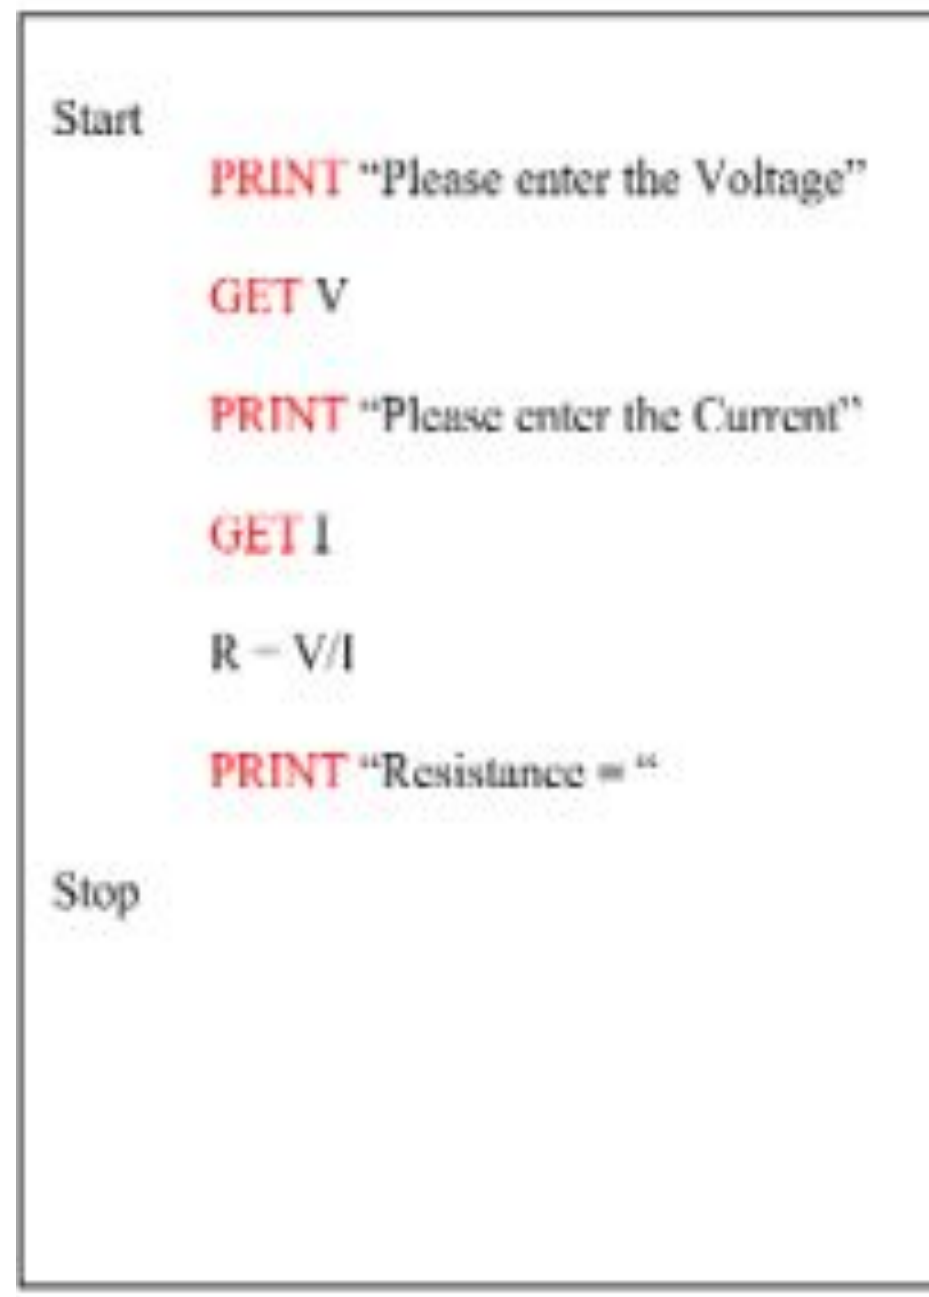 Start
PRINT “Please enter the Voltage”
GET V
PRINT “Please enter the Current”
GET I
R = V/I
PRINT “Resistance = “
Stop